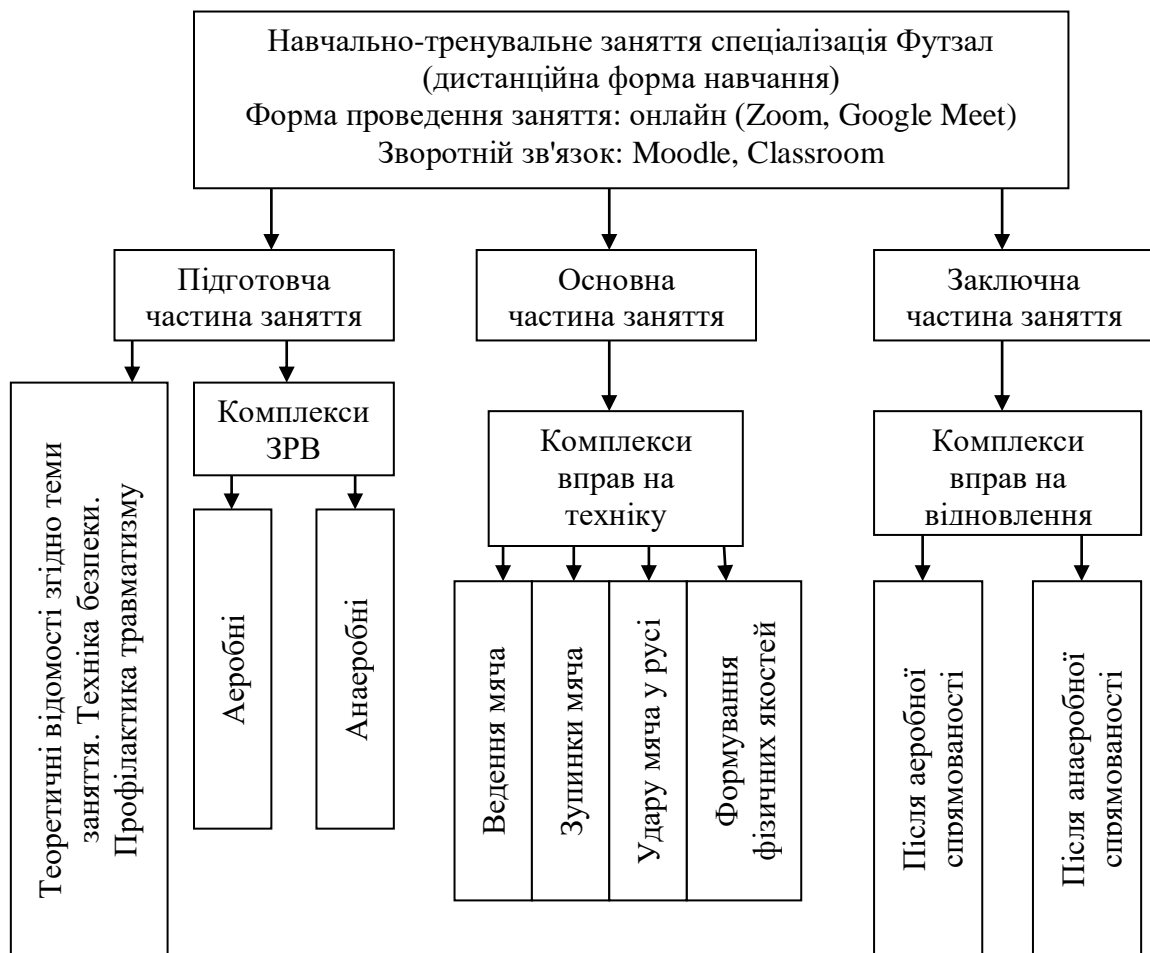 Навчально-тренувальне заняття спеціалізація Футзал
(дистанційна форма навчання)
Форма проведення заняття: онлайн (Zoom, Google Meet)
Зворотній зв'язок: Moodle, Classroom
Підготовча
частина заняття
Основна
частина заняття
Заключна
частина заняття
Теоретичні відомості згідно теми
заняття. Техніка безпеки.
Профілактика травматизму
Комплекси
ЗРВ
Аеробні
Анаеробні
Комплекси
вправ на
техніку
Ведення мяча
Зупинки мяча
Удару мяча у русі
Формування
фізичних якостей
Комплекси
вправ на
відновлення
Після аеробної
спрямованості
Після анаеробної
спрямованості